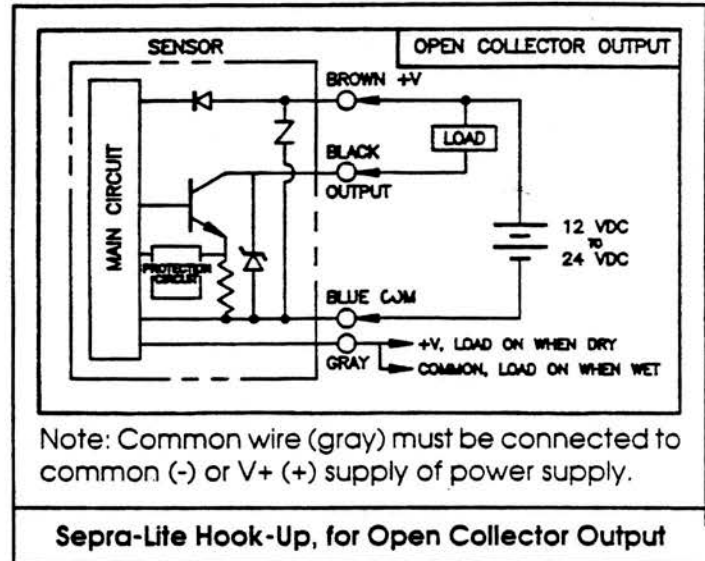 SENSOR
OPEN COLLECTOR OUTPUT
BROWN +V
LOAD
BLACK
OUTPUT
MAIN CIRCUIT
12 VDC
TO
24 VDC
PROTECTION
CIRCUIT
BLUE COM
+V, LOAD ON WHEN DRY
GRAY
COMMON, LOAD ON WHEN WET
Note: Common wire (gray) must be connected to
common (-) or V+ (+) supply of power supply.
Sepra-Lite Hook-Up, for Open Collector Output